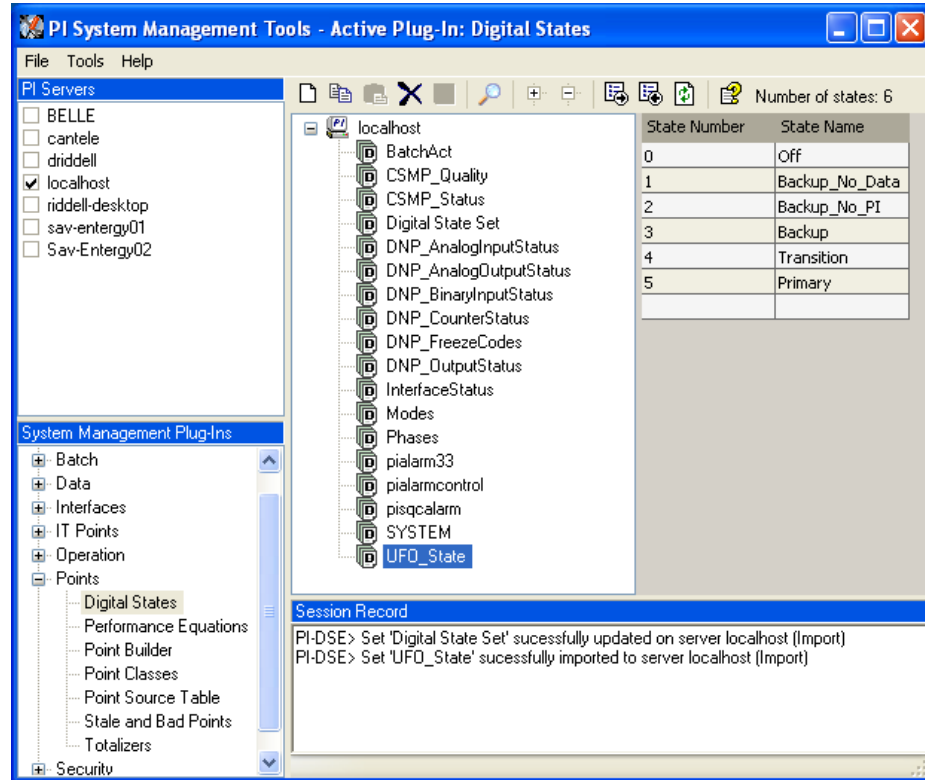 PI System Management Tools - Active Plug-In: Digital States
File Tools Help
PI Servers
BELLE
cantele
driddell
localhost
riddell-desktop
sav-entergy01
Sav-Entergy02
System Management Plug-Ins
Batch
Data
Interfaces
IT Points
Operation
Points
Digital States
Performance Equations
Point Builder
Point Classes
Point Source Table
Stale and Bad Points
Totalizers
Security
Number of states: 6
PI localhost
D BatchAct
D CSMP_Quality
D CSMP_Status
D Digital State Set
D DNP_AnalogInputStatus
D DNP_AnalogOutputStatus
D DNP_BinaryInputStatus
D DNP_CounterStatus
D DNP_FreezeCodes
D DNP_OutputStatus
D InterfaceStatus
D Modes
D Phases
D pialarm33
D pialarmcontrol
D pisqcalarm
D SYSTEM
D UFO_State
State Number State Name
0 Off
1 Backup_No_Data
2 Backup_No_PI
3 Backup
4 Transition
5 Primary
Session Record
PI-DSE> Set 'Digital State Set' sucessfully updated on server localhost (Import)
PI-DSE> Set 'UFO_State' sucessfully imported to server localhost (Import)